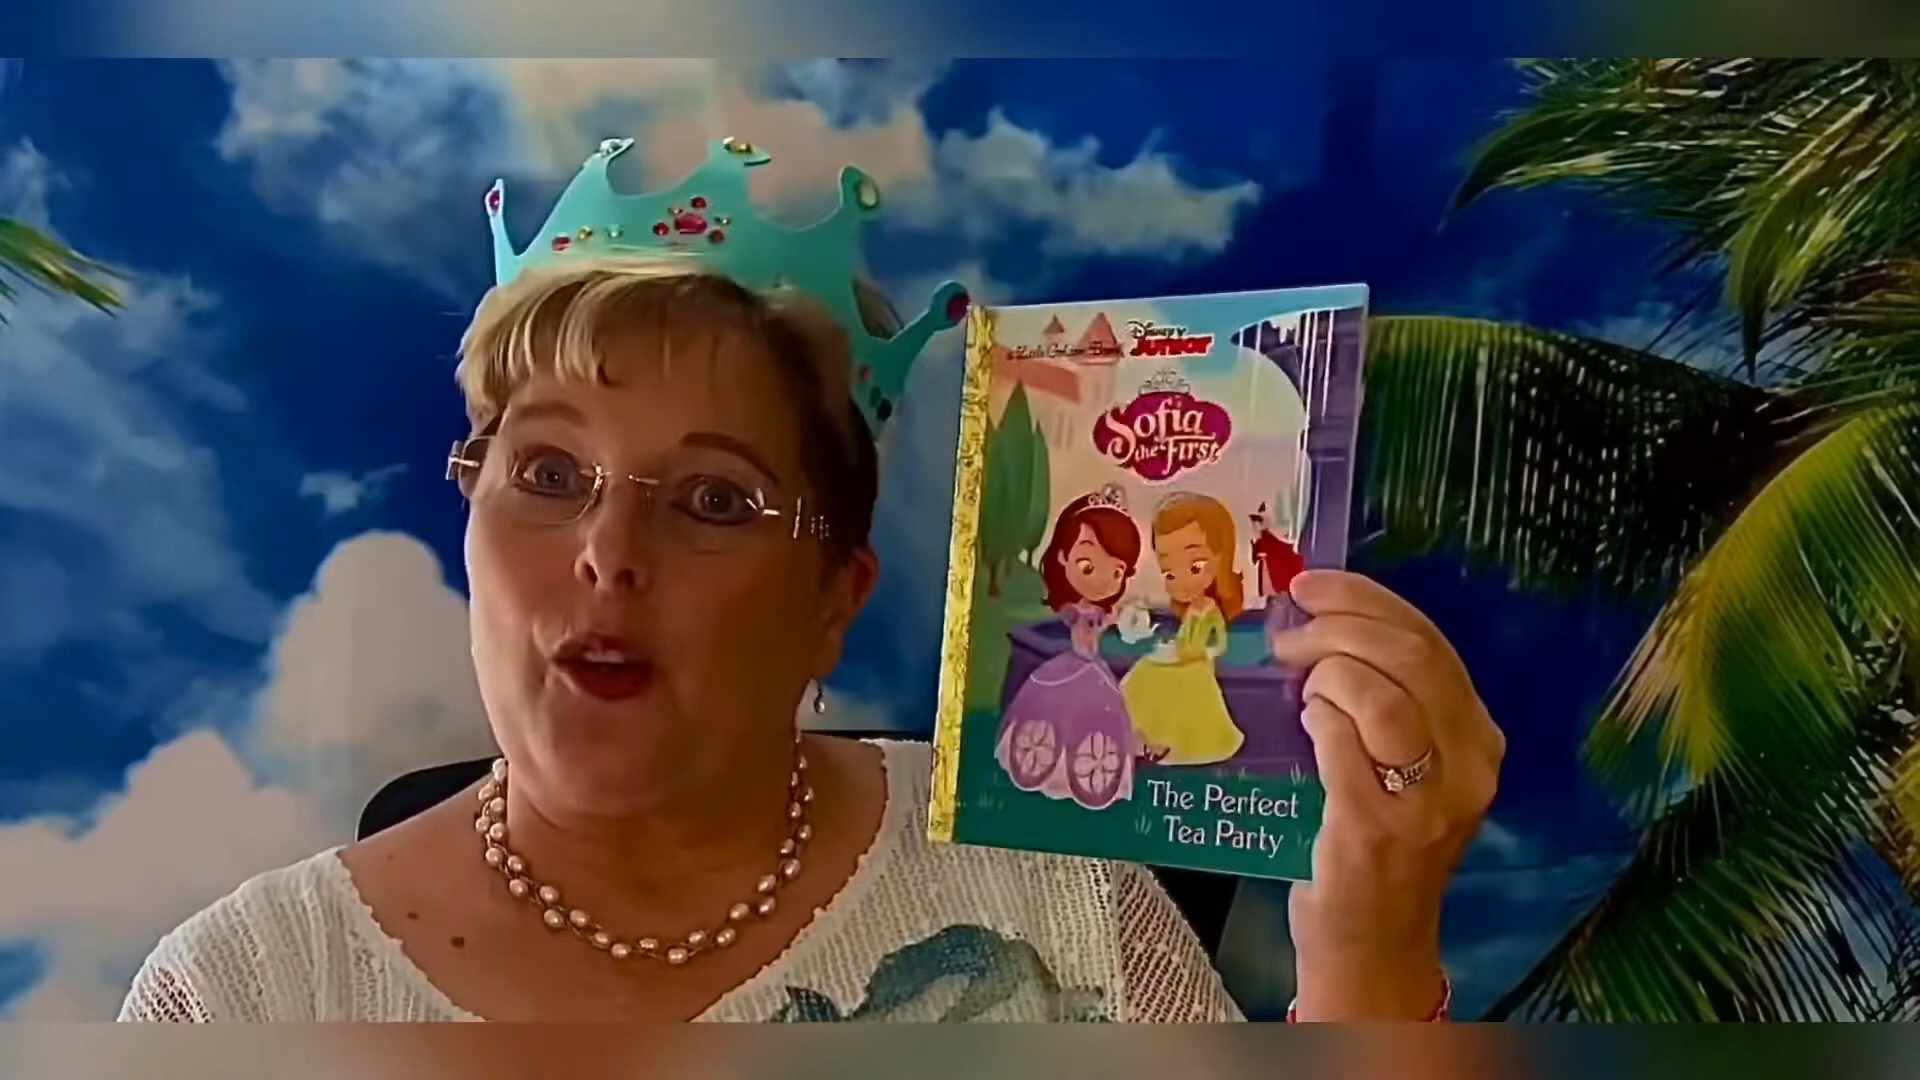 a Little Golden Book
Disney
Junior
Sofia
the First
The Perfect
Tea Party